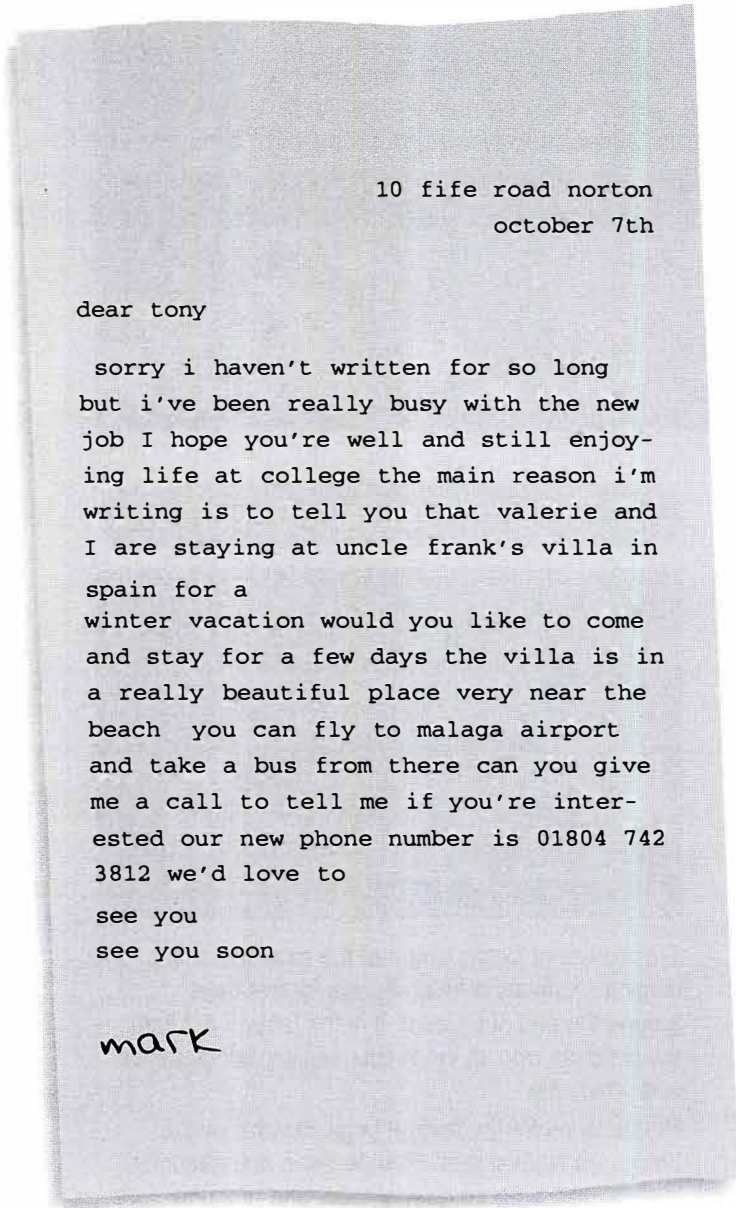 10 fife road norton
october 7th
dear tony
sorry i haven't written for so long
but i've been really busy with the new
job I hope you're well and still enjoy-
ing life at college the main reason i'm
writing is to tell you that valerie and
I are staying at uncle frank's villa in
spain for a
winter vacation would you like to come
and stay for a few days the villa is in
a really beautiful place very near the
beach  you can fly to malaga airport
and take a bus from there can you give
me a call to tell me if you're inter-
ested our new phone number is 01804 742
3812 we'd love to
see you
see you soon
mark